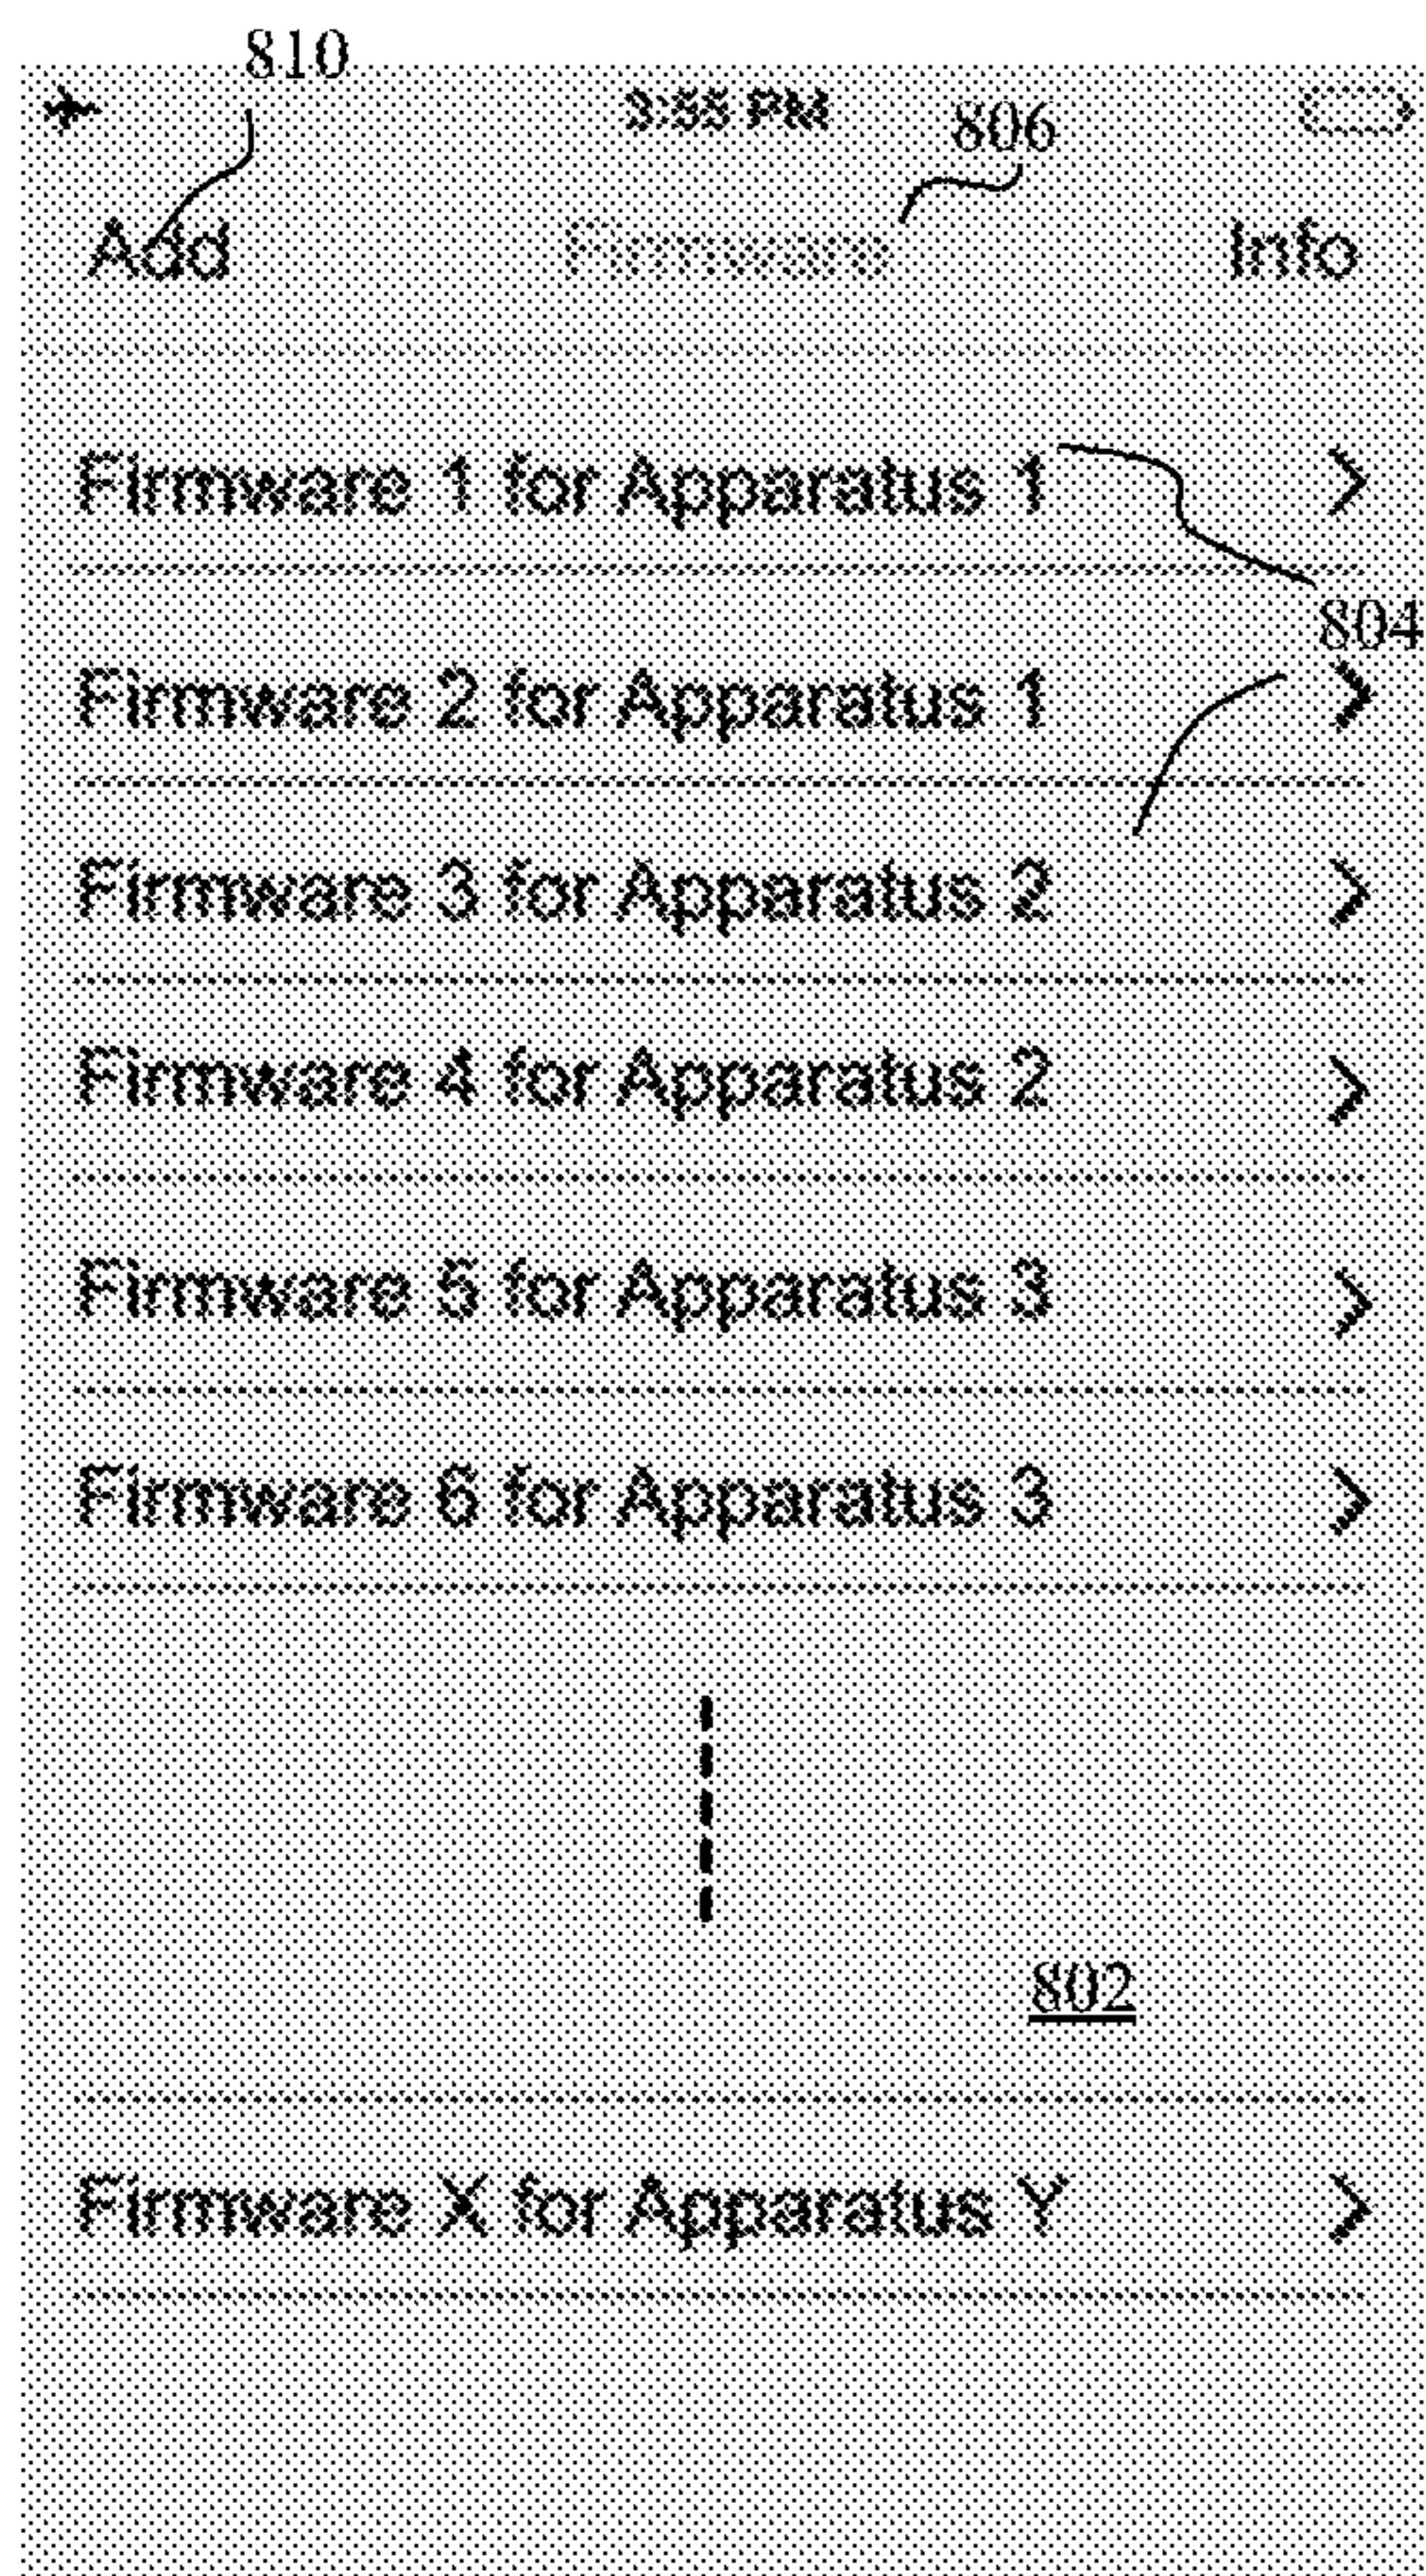 810
3:55 PM
806
Add Firmware Info
Firmware 1 for Apparatus 1
804
Firmware 2 for Apparatus 1
Firmware 3 for Apparatus 2
Firmware 4 for Apparatus 2
Firmware 5 for Apparatus 3
Firmware 6 for Apparatus 3
802
Firmware X for Apparatus Y